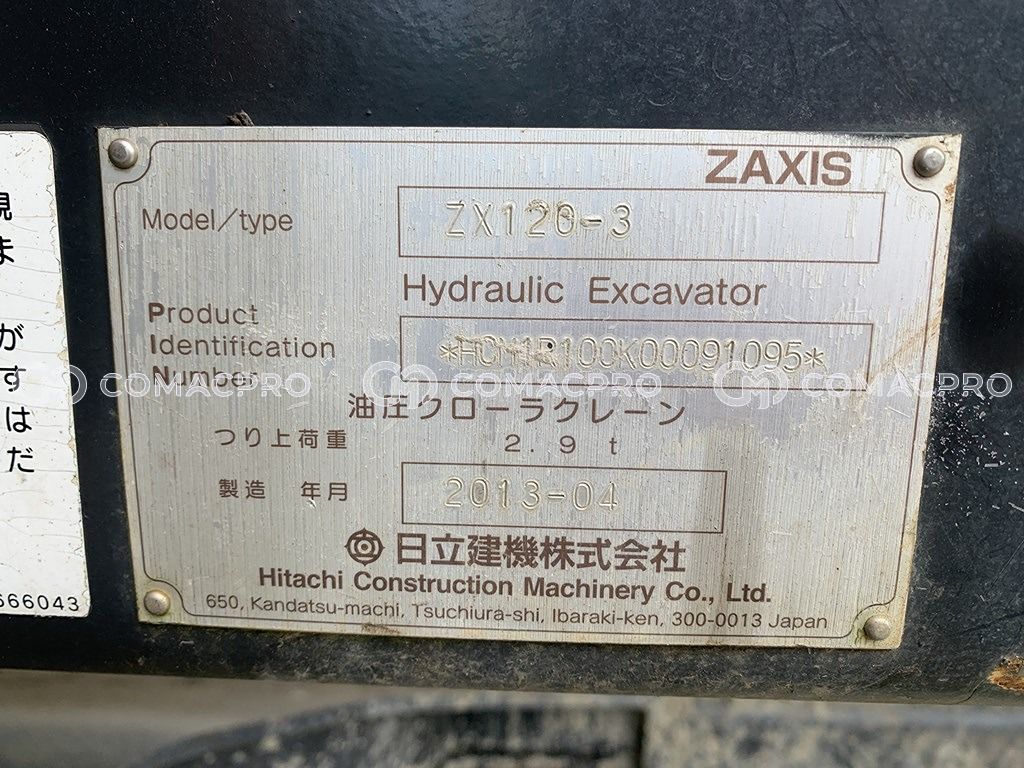 ZAXIS
Model/type ZX120-3
Hydraulic Excavator
Product
Identification
Number
*HCM1R100K00091095*
COMACPRO COMACPRO COMACPRO
油圧クローラクレーン
つり上荷重 2.9 t
製造 年月 2013-04
日立建機株式会社
Hitachi Construction Machinery Co., Ltd.
650, Kandatsu-machi, Tsuchiura-shi, Ibaraki-ken, 300-0013 Japan
ま
が
す
は
だ
666043